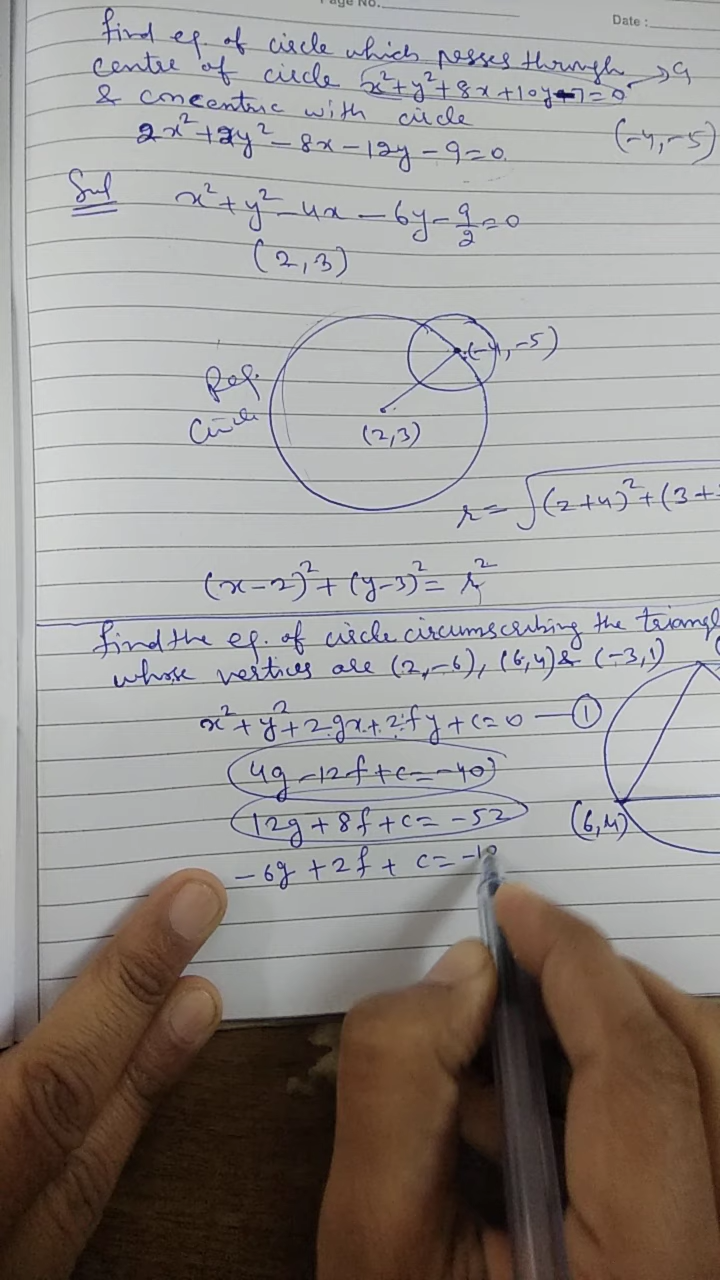 Page No.
Date :
find eq of circle which passes through
centre of circle x²+y²+8x+10y-7=0 → C₁
& concentric with circle
2x²+2y²-8x-12y-9=0
(-4,-5)
Sol x²+y²-4x-6y-9/2=0
(2,3)
(-4,-5)
Req.
Circle
(2,3)
r=√(2+4)²+(3+
(x-2)²+(y-3)²=r²
find the eq. of circle circumscribing the triangl
whose vertices are (2,-6), (6,4) & (-3,1)
x²+y²+2gx+2fy+c=0 — ①
4g-12f+c=-40
12g+8f+c=-52
(6,4)
-6g+2f+c=-10